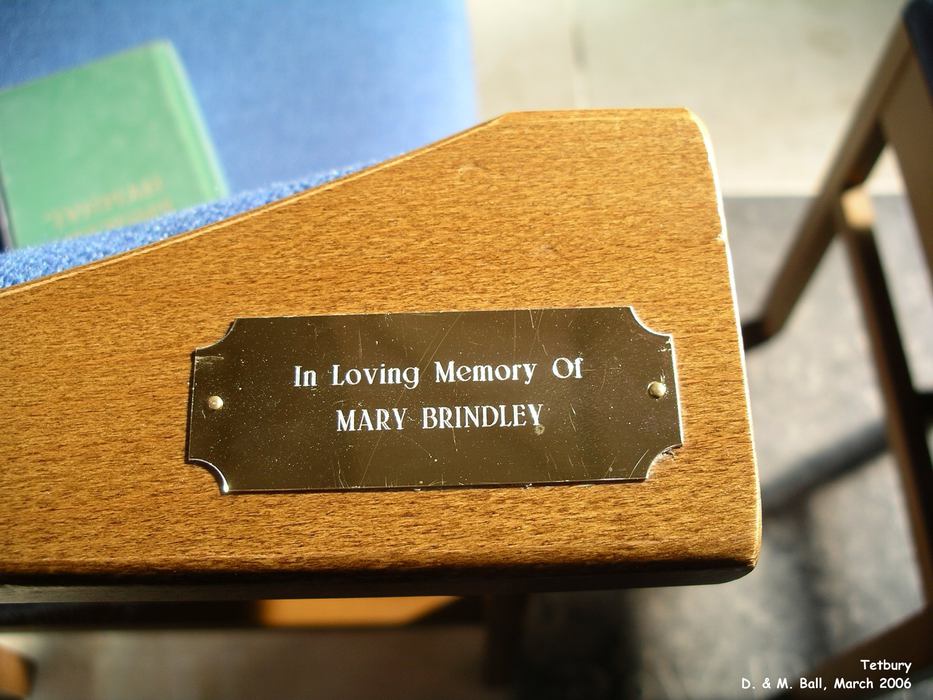 In Loving Memory Of
MARY BRINDLEY
Tetbury
D. & M. Ball, March 2006